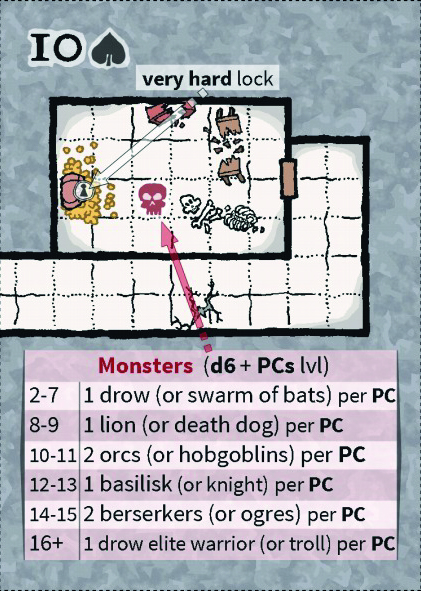 10♠
very hard lock
Monsters (d6 + PCs lvl)
2-7 1 drow (or swarm of bats) per PC
8-9 1 lion (or death dog) per PC
10-11 2 orcs (or hobgoblins) per PC
12-13 1 basilisk (or knight) per PC
14-15 2 berserkers (or ogres) per PC
16+ 1 drow elite warrior (or troll) per PC